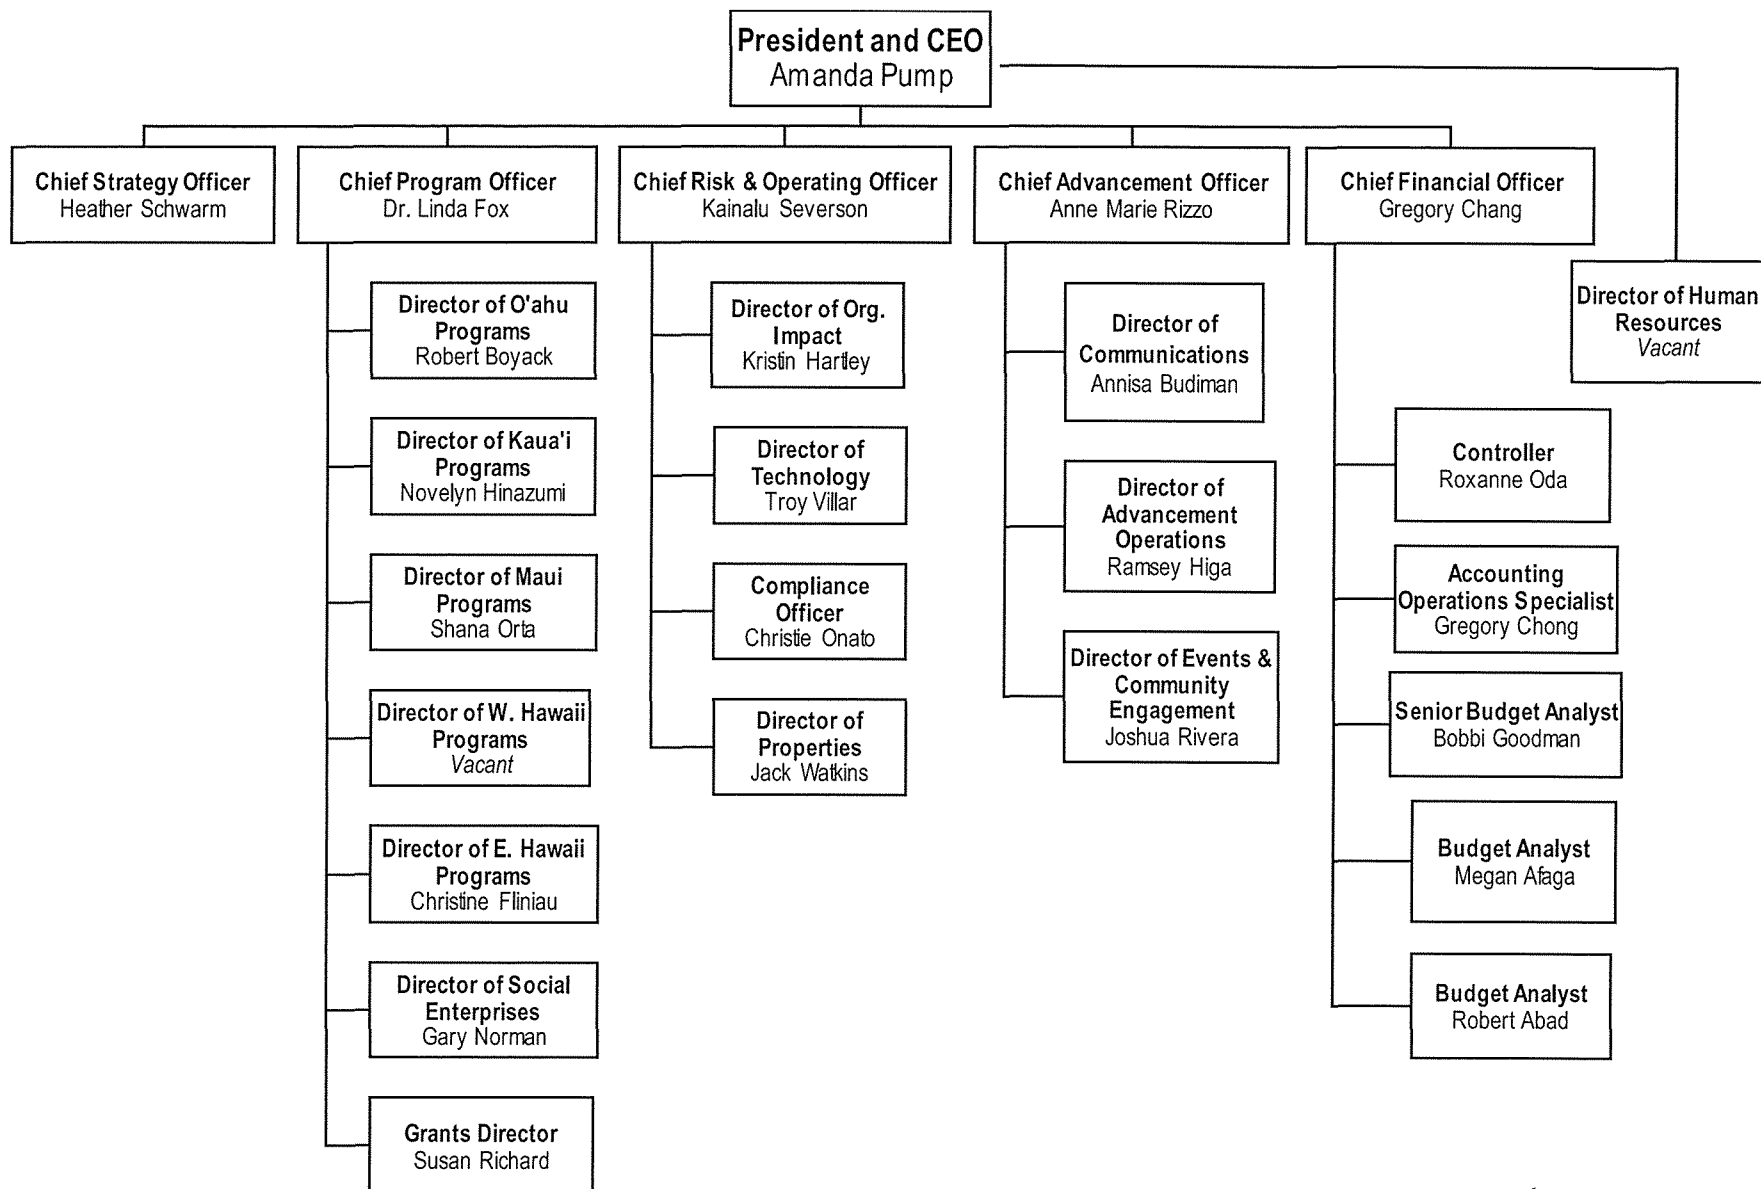 President and CEO
Amanda Pump
Chief Strategy Officer
Heather Schwarm
Chief Program Officer
Dr. Linda Fox
Chief Risk & Operating Officer
Kainalu Severson
Chief Advancement Officer
Anne Marie Rizzo
Chief Financial Officer
Gregory Chang
Director of Human
Resources
Vacant
Director of O'ahu
Programs
Robert Boyack
Director of Kaua'i
Programs
Novelyn Hinazumi
Director of Maui
Programs
Shana Orta
Director of W. Hawaii
Programs
Vacant
Director of E. Hawaii
Programs
Christine Fliniau
Director of Social
Enterprises
Gary Norman
Grants Director
Susan Richard
Director of Org.
Impact
Kristin Hartley
Director of
Technology
Troy Villar
Compliance
Officer
Christie Onato
Director of
Properties
Jack Watkins
Director of
Communications
Annisa Budiman
Director of
Advancement
Operations
Ramsey Higa
Director of Events &
Community
Engagement
Joshua Rivera
Controller
Roxanne Oda
Accounting
Operations Specialist
Gregory Chong
Senior Budget Analyst
Bobbi Goodman
Budget Analyst
Megan Afaga
Budget Analyst
Robert Abad